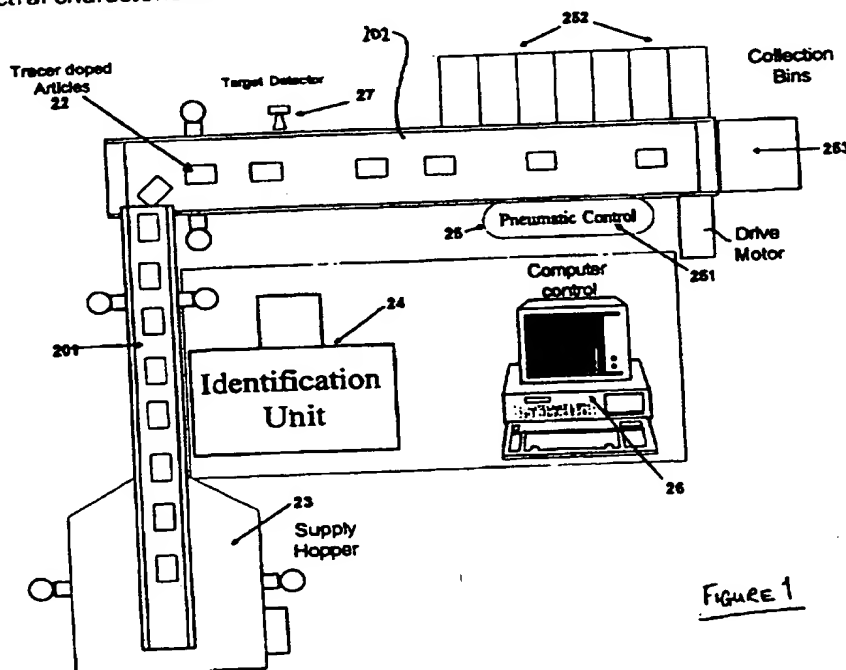 252
202
Collection
Bins
Tracer doped
Articles
22
Target Detector
27
253
25
Pneumatic Control
Drive
Motor
251
Computer
control
24
201
Identification
Unit
26
23
Supply
Hopper
FIGURE 1